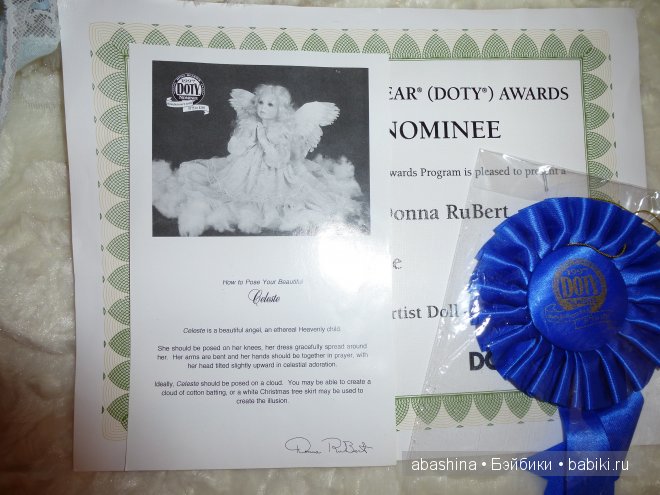 1997
DOTY
EAR® (DOTY®) AWARDS
NOMINEE
wards Program is pleased to present a
Donna RuBert
e
rtist Doll
DO
How to Pose Your Beautiful
Celeste
Celeste is a beautiful angel, an ethereal Heavenly child.
She should be posed on her knees, her dress gracefully spread around
her. Her arms are bent and her hands should be together in prayer, with
her head tilted slightly upward in celestial adoration.
Ideally, Celeste should be posed on a cloud. You may be able to create a
cloud of cotton batting, or a white Christmas tree skirt may be used to
create the illusion.
Donna RuBert
1997
DOTY
abashina • Бэйбики • babiki.ru